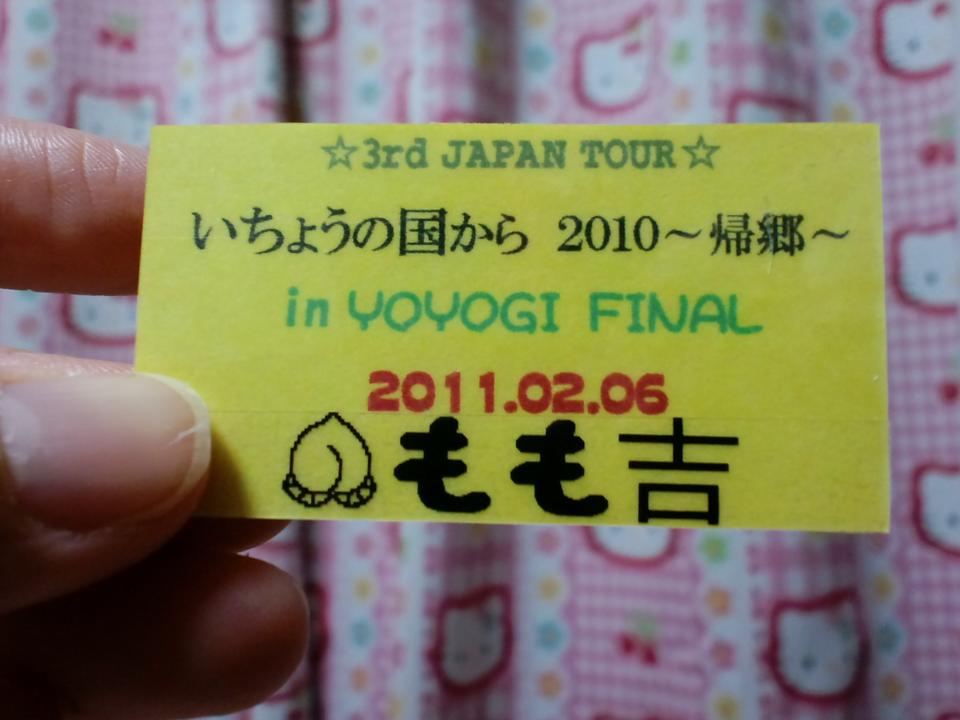 ☆3rd JAPAN TOUR☆
いちょうの国から 2010～帰郷～
in YOYOGI FINAL
2011.02.06
もも吉